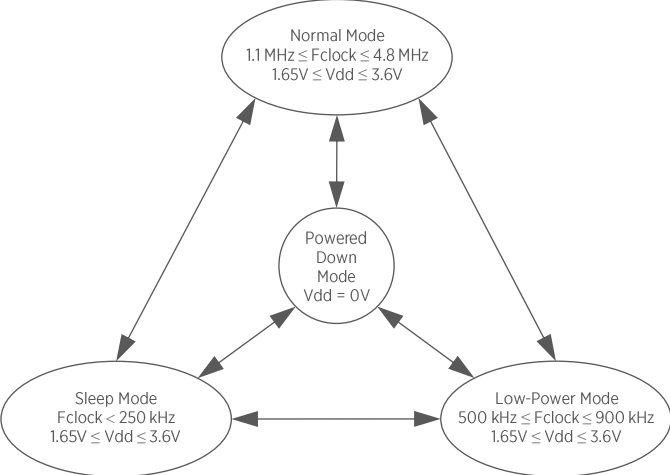 Normal Mode
1.1 MHz ≤ Fclock ≤ 4.8 MHz
1.65V ≤ Vdd ≤ 3.6V
Powered
Down
Mode
Vdd = 0V
Sleep Mode
Fclock < 250 kHz
1.65V ≤ Vdd ≤ 3.6V
Low-Power Mode
500 kHz ≤ Fclock ≤ 900 kHz
1.65V ≤ Vdd ≤ 3.6V